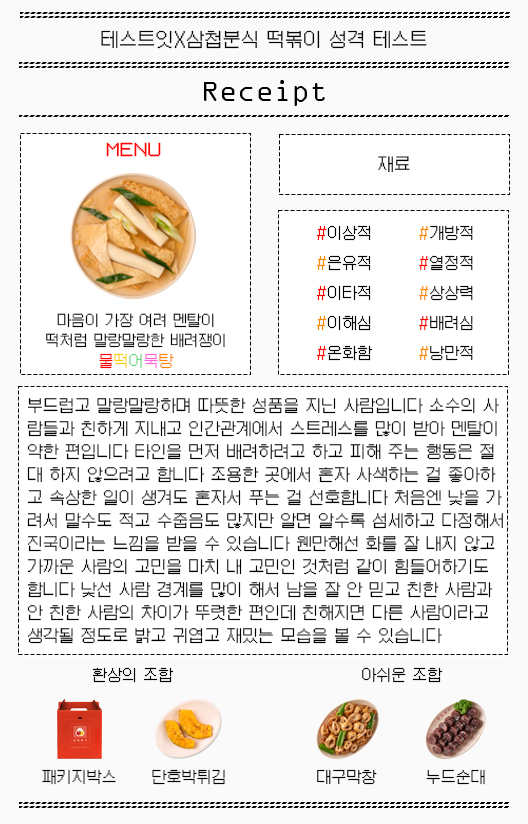 테스트잇X삼첩분식 떡볶이 성격 테스트
Receipt
MENU
마음이 가장 여려 멘탈이
떡처럼 말랑말랑한 배려쟁이
물떡어묵탕
재료
#이상적 #개방적
#은유적 #열정적
#이타적 #상상력
#이해심 #배려심
#온화함 #낭만적
부드럽고 말랑말랑하며 따뜻한 성품을 지닌 사람입니다 소수의 사
람들과 친하게 지내고 인간관계에서 스트레스를 많이 받아 멘탈이
약한 편입니다 타인을 먼저 배려하려고 하고 피해 주는 행동은 절
대 하지 않으려고 합니다 조용한 곳에서 혼자 사색하는 걸 좋아하
고 속상한 일이 생겨도 혼자서 푸는 걸 선호합니다 처음엔 낯을 가
려서 말수도 적고 수줍음도 많지만 알면 알수록 섬세하고 다정해서
진국이라는 느낌을 받을 수 있습니다 웬만해선 화를 잘 내지 않고
가까운 사람의 고민을 마치 내 고민인 것처럼 같이 힘들어하기도
합니다 낯선 사람 경계를 많이 해서 남을 잘 안 믿고 친한 사람과
안 친한 사람의 차이가 뚜렷한 편인데 친해지면 다른 사람이라고
생각될 정도로 밝고 귀엽고 재밌는 모습을 볼 수 있습니다
환상의 조합 아쉬운 조합
패키지박스 단호박튀김 대구막창 누드순대